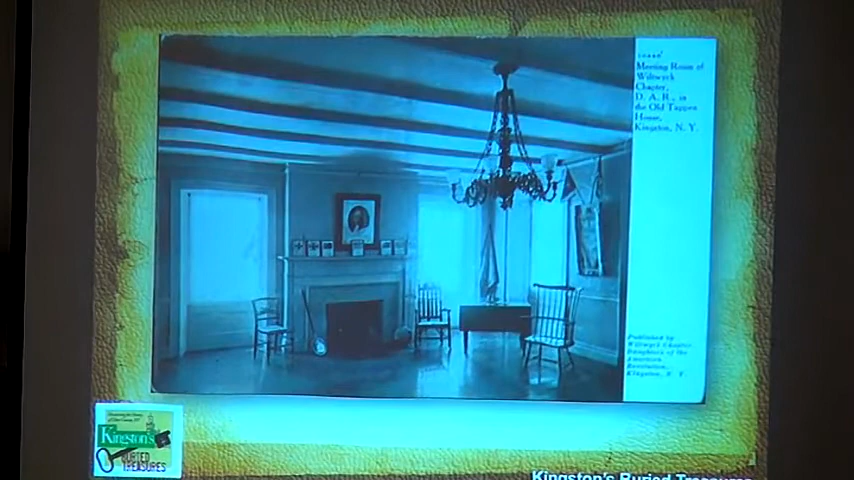 Meeting Room of
Wiltwyck
Chapter,
D. A. R., in
the Old Tappen
House,
Kingston, N. Y.
Published by
Wiltwyck Chapter
Daughters of the
American
Revolution,
Kingston, N. Y.
Kingston's
BURIED
TREASURES
Kingston's Buried Treasures